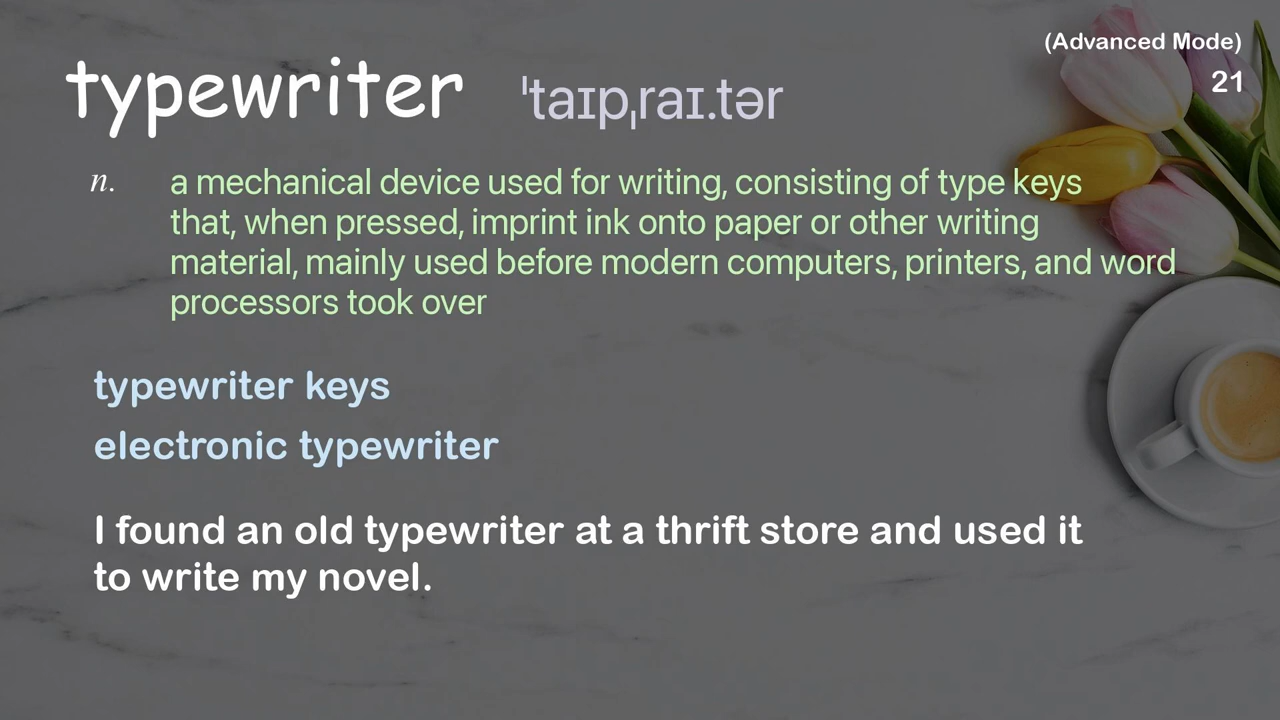 (Advanced Mode)
typewriter ˈtaɪpˌraɪ.tər
21
n. a mechanical device used for writing, consisting of type keys
that, when pressed, imprint ink onto paper or other writing
material, mainly used before modern computers, printers, and word
processors took over
typewriter keys
electronic typewriter
I found an old typewriter at a thrift store and used it
to write my novel.